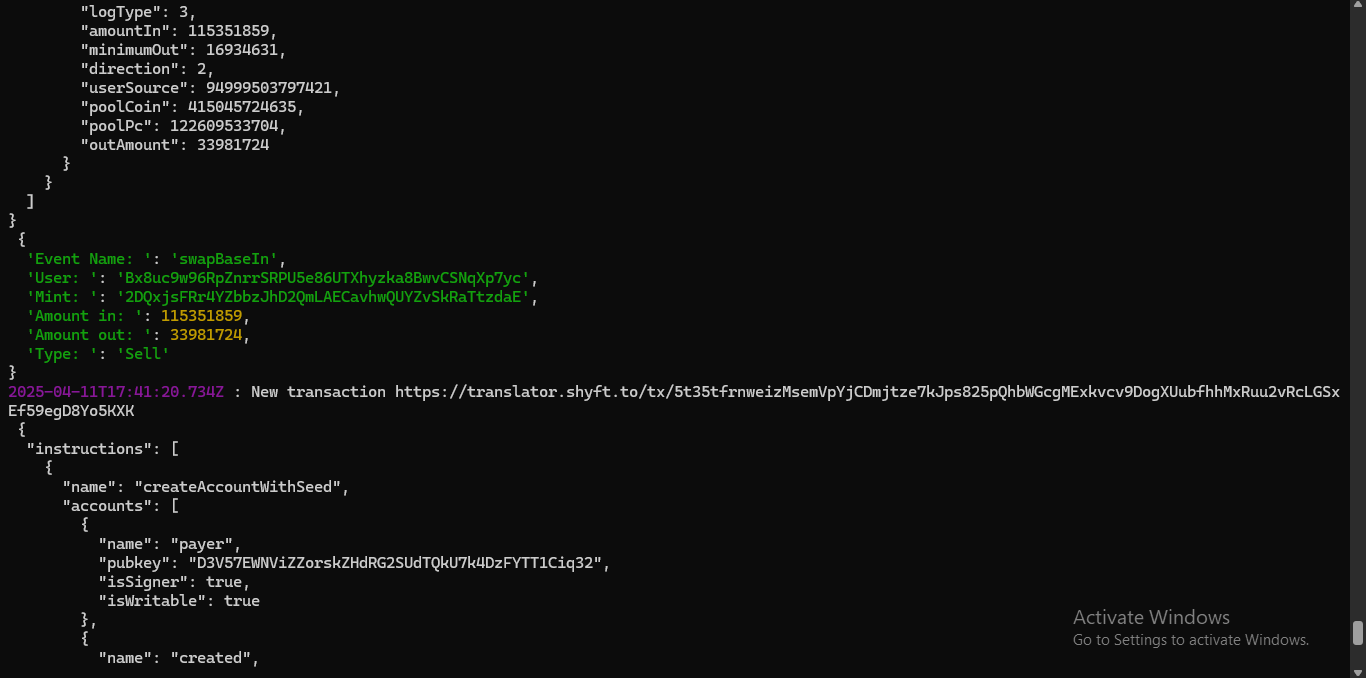 "logType": 3,
"amountIn": 115351859,
"minimumOut": 16934631,
"direction": 2,
"userSource": 94999503797421,
"poolCoin": 415045724635,
"poolPc": 122609533704,
"outAmount": 33981724
}
}
]
}
{
'Event Name: ': 'swapBaseIn',
'User: ': 'Bx8uc9w96RpZnrrSRPU5e86UTXhyzka8BwvCSNqXp7yc',
'Mint: ': '2DQxjsFRr4YZbbzJhD2QmLAECavhwQUYZvSkRaTtzdaE',
'Amount in: ': 115351859,
'Amount out: ': 33981724,
'Type: ': 'Sell'
}
2025-04-11T17:41:20.734Z : New transaction https://translator.shyft.to/tx/5t35tfrnweizMsemVpYjCDmjtze7kJps825pQhbWGcgMExkvcv9DogXUubfhhMxRuu2vRcLGSx
Ef59egD8Yo5KXK
{
"instructions": [
{
"name": "createAccountWithSeed",
"accounts": [
{
"name": "payer",
"pubkey": "D3V57EWNViZZorskZHdRG2SUdTQkU7k4DzFYTT1Ciq32",
"isSigner": true,
"isWritable": true
},
{
"name": "created",
Activate Windows
Go to Settings to activate Windows.